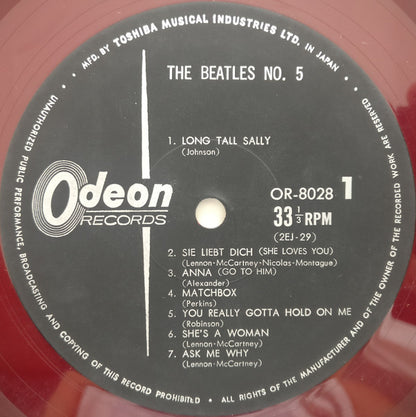 MFD. BY TOSHIBA MUSICAL INDUSTRIES LTD. IN JAPAN •
THE BEATLES NO. 5
1. LONG TALL SALLY
(Johnson)
Odeon
RECORDS
OR-8028 1
33 1/3 RPM
(2EJ-29)
2. SIE LIEBT DICH (SHE LOVES YOU)
(Lennon-McCartney-Nicolas-Montague)
3. ANNA (GO TO HIM)
(Alexander)
4. MATCHBOX
(Perkins)
5. YOU REALLY GOTTA HOLD ON ME
(Robinson)
6. SHE'S A WOMAN
(Lennon-McCartney)
7. ASK ME WHY
(Lennon-McCartney)
• UNAUTHORIZED PUBLIC PERFORMANCE, BROADCASTING AND COPYING OF THIS RECORD PROHIBITED • ALL RIGHTS OF THE MANUFACTURER AND OF THE OWNER OF THE RECORDED WORK ARE RESERVED